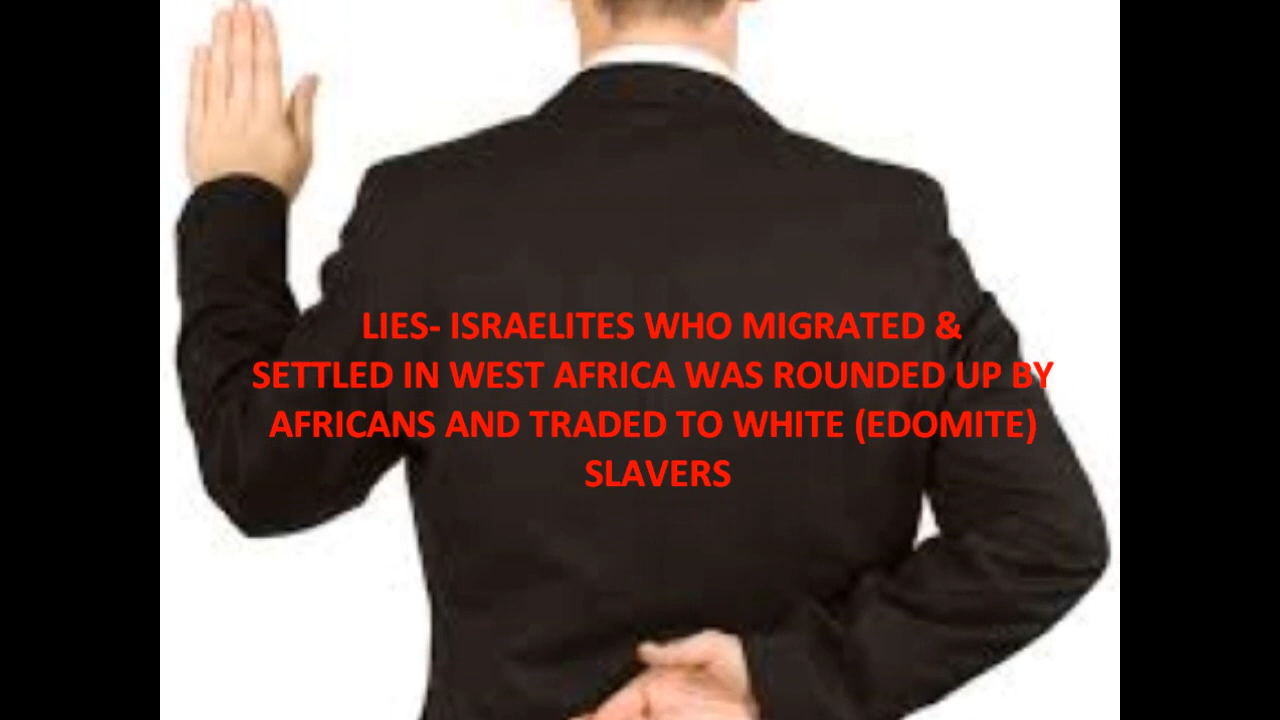 LIES- ISRAELITES WHO MIGRATED &
SETTLED IN WEST AFRICA WAS ROUNDED UP BY
AFRICANS AND TRADED TO WHITE (EDOMITE)
SLAVERS